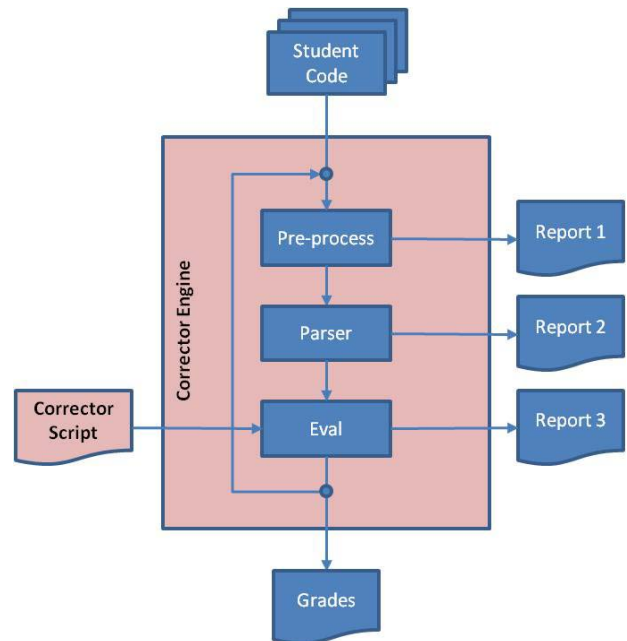 Student
Code
Corrector Engine
Pre-process
Report 1
Parser
Report 2
Corrector
Script
Eval
Report 3
Grades